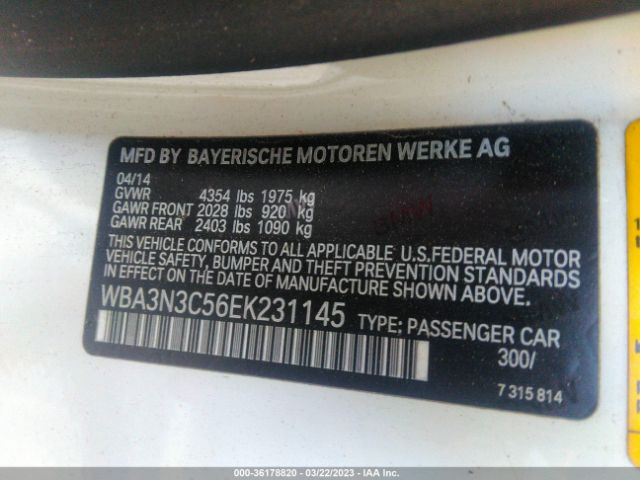 MFD BY BAYERISCHE MOTOREN WERKE AG
04/14
GVWR 4354 lbs 1975 kg
GAWR FRONT 2028 lbs 920 kg
GAWR REAR 2403 lbs 1090 kg
THIS VEHICLE CONFORMS TO ALL APPLICABLE U.S.FEDERAL MOTOR
VEHICLE SAFETY, BUMPER AND THEFT PREVENTION STANDARDS
IN EFFECT ON THE DATE OF MANUFACTURE SHOWN ABOVE.
WBA3N3C56EK231145 TYPE: PASSENGER CAR
300/
7 315 814
000-36178820 - 03/22/2023 - IAA Inc.